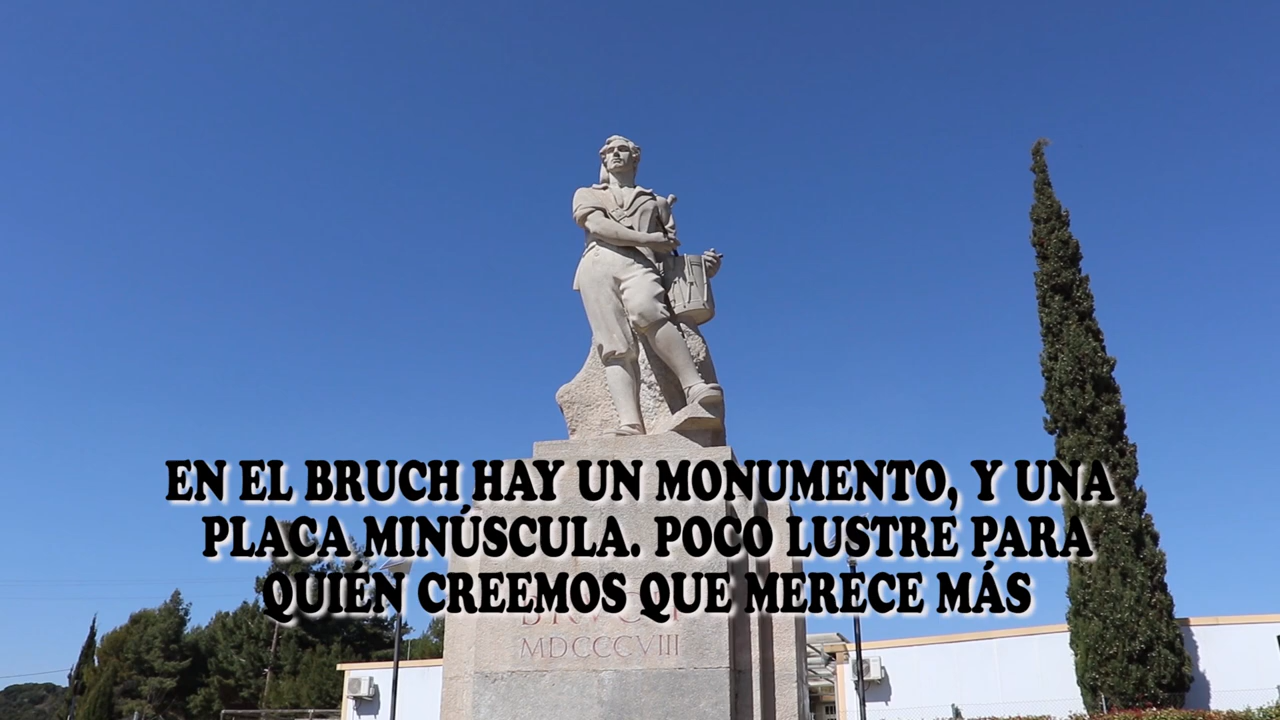 EN EL BRUCH HAY UN MONUMENTO, Y UNA
PLACA MINÚSCULA. POCO LUSTRE PARA
QUIÉN CREEMOS QUE MERECE MÁS
MDCCCVIII